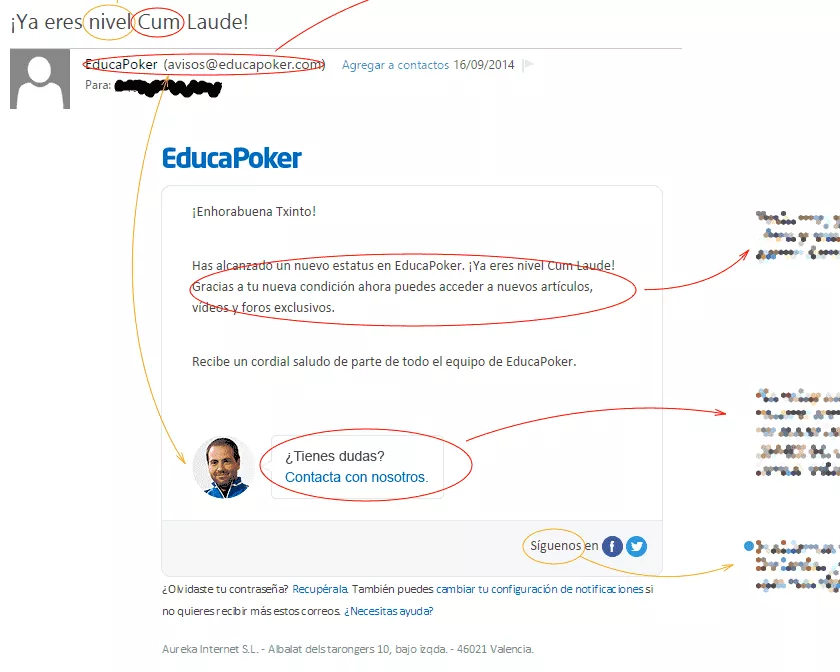 ¡Ya eres nivel Cum Laude!
EducaPoker (avisos@educapoker.com) Agregar a contactos 16/09/2014
Para:
EducaPoker
¡Enhorabuena Txinto!
Has alcanzado un nuevo estatus en EducaPoker. ¡Ya eres nivel Cum Laude!
Gracias a tu nueva condición ahora puedes acceder a nuevos artículos,
vídeos y foros exclusivos.
Recibe un cordial saludo de parte de todo el equipo de EducaPoker.
¿Tienes dudas?
Contacta con nosotros.
Síguenos en
¿Olvidaste tu contraseña? Recupérala. También puedes cambiar tu configuración de notificaciones si
no quieres recibir más estos correos. ¿Necesitas ayuda?
Aureka Internet S.L. - Albalat dels tarongers 10, bajo izqda. - 46021 Valencia.